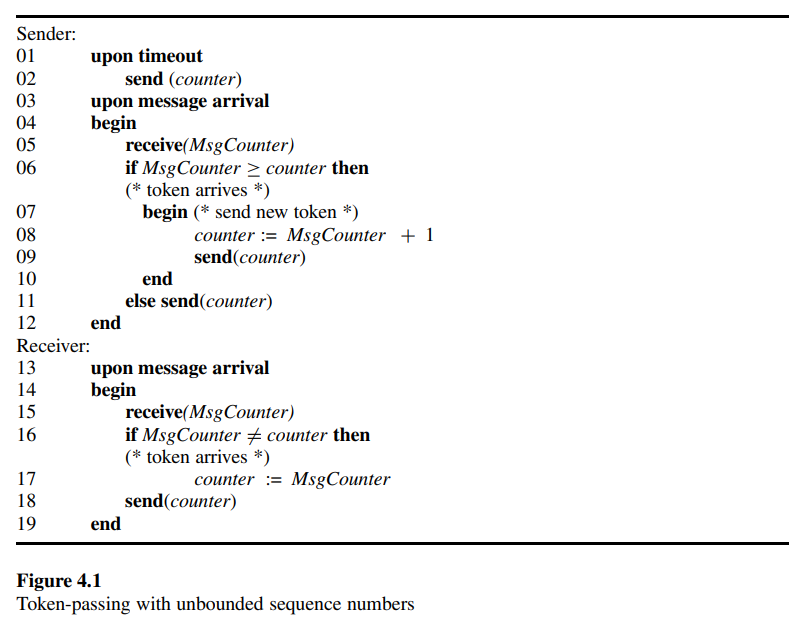 Sender:
01 upon timeout
02 send (counter)
03 upon message arrival
04 begin
05 receive(MsgCounter)
06 if MsgCounter ≥ counter then
(* token arrives *)
07 begin (* send new token *)
08 counter := MsgCounter + 1
09 send(counter)
10 end
11 else send(counter)
12 end
Receiver:
13 upon message arrival
14 begin
15 receive(MsgCounter)
16 if MsgCounter ≠ counter then
(* token arrives *)
17 counter := MsgCounter
18 send(counter)
19 end
Figure 4.1
Token-passing with unbounded sequence numbers